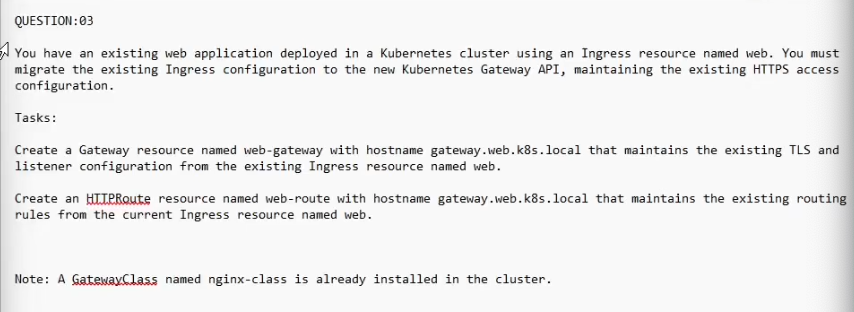 QUESTION:03
You have an existing web application deployed in a Kubernetes cluster using an Ingress resource named web. You must
migrate the existing Ingress configuration to the new Kubernetes Gateway API, maintaining the existing HTTPS access
configuration.
Tasks:
Create a Gateway resource named web-gateway with hostname gateway.web.k8s.local that maintains the existing TLS and
listener configuration from the existing Ingress resource named web.
Create an HTTPRoute resource named web-route with hostname gateway.web.k8s.local that maintains the existing routing
rules from the current Ingress resource named web.
Note: A GatewayClass named nginx-class is already installed in the cluster.